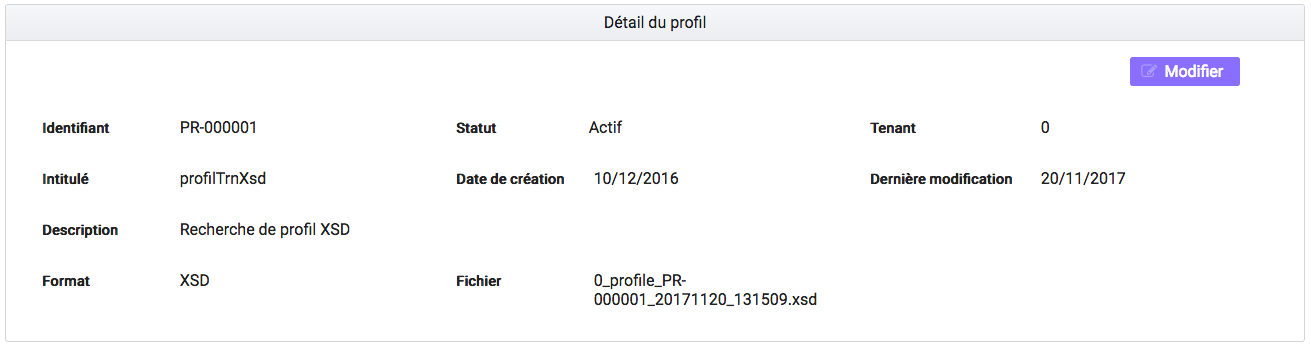 Détail du profil
Modifier
Identifiant PR-000001 Statut Actif Tenant 0
Intitulé profilTrnXsd Date de création 10/12/2016 Dernière modification 20/11/2017
Description Recherche de profil XSD
Format XSD Fichier 0_profile_PR-
000001_20171120_131509.xsd